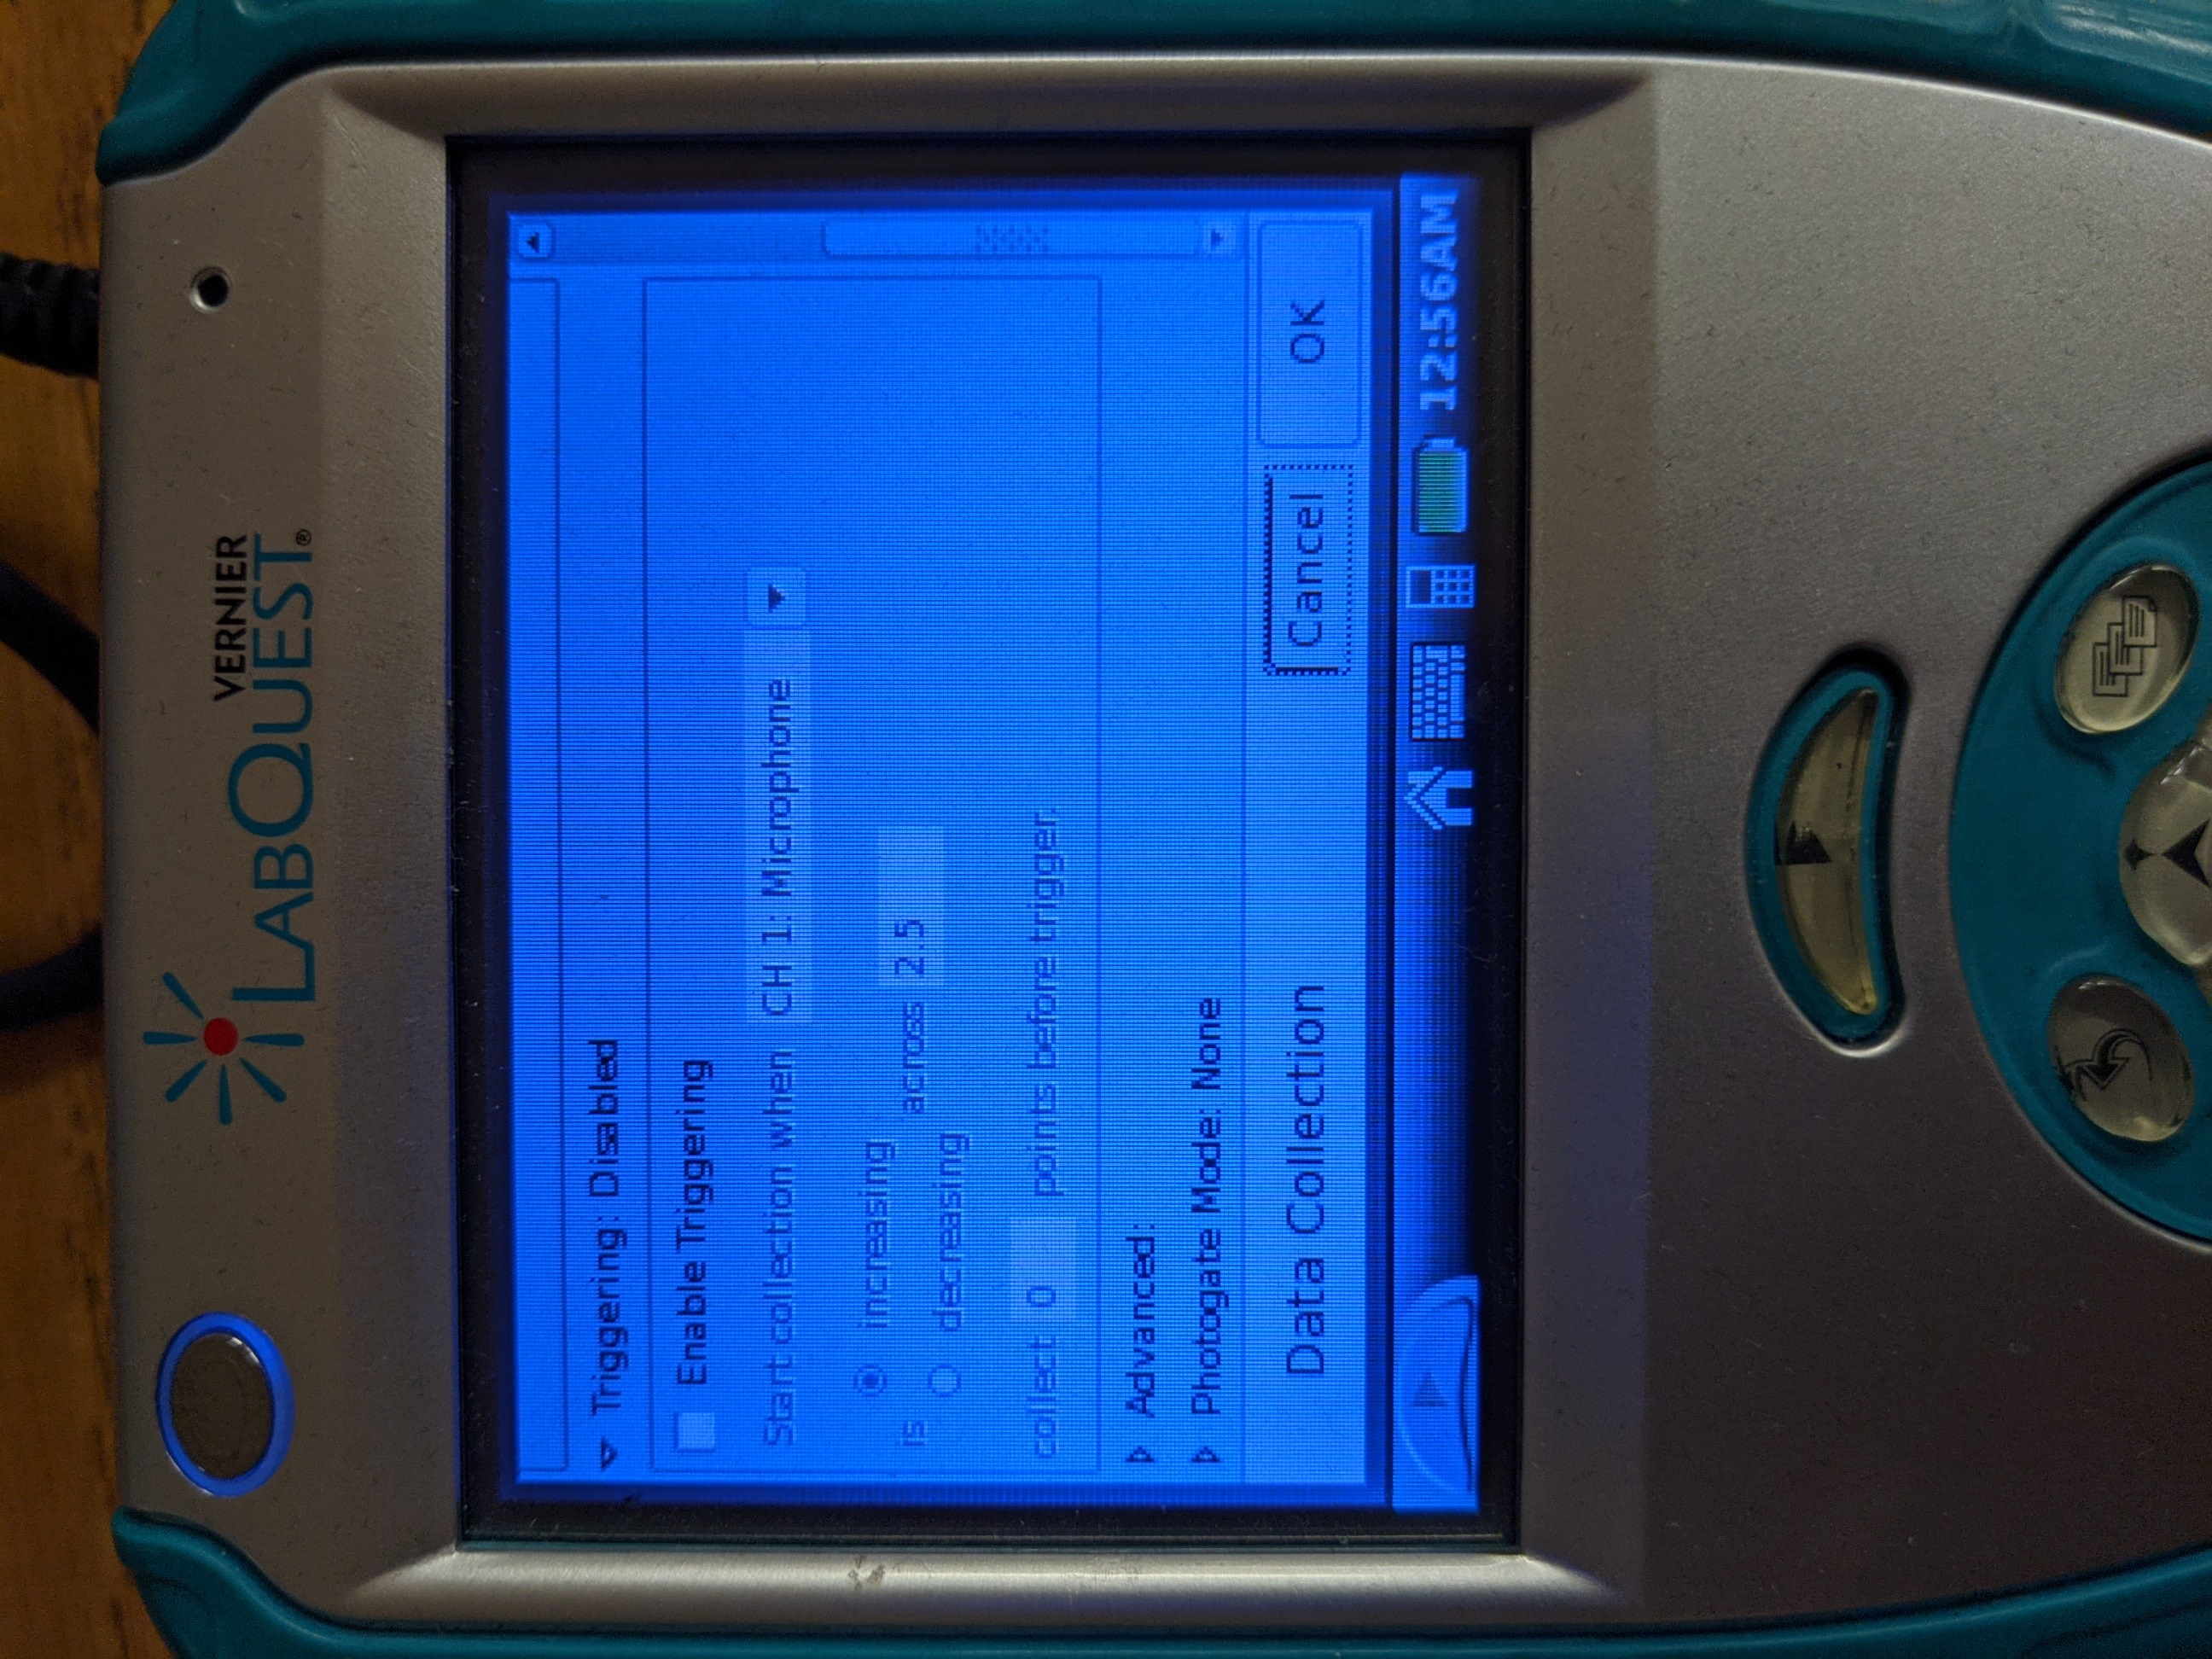 VERNIER
LABQUEST®
Triggering: Disabled
Enable Triggering
Start collection when CH 1: Microphone
increasing
is across 2.5
decreasing
collect 0 points before trigger.
Advanced:
Photogate Mode: None
Data Collection Cancel OK
12:56AM